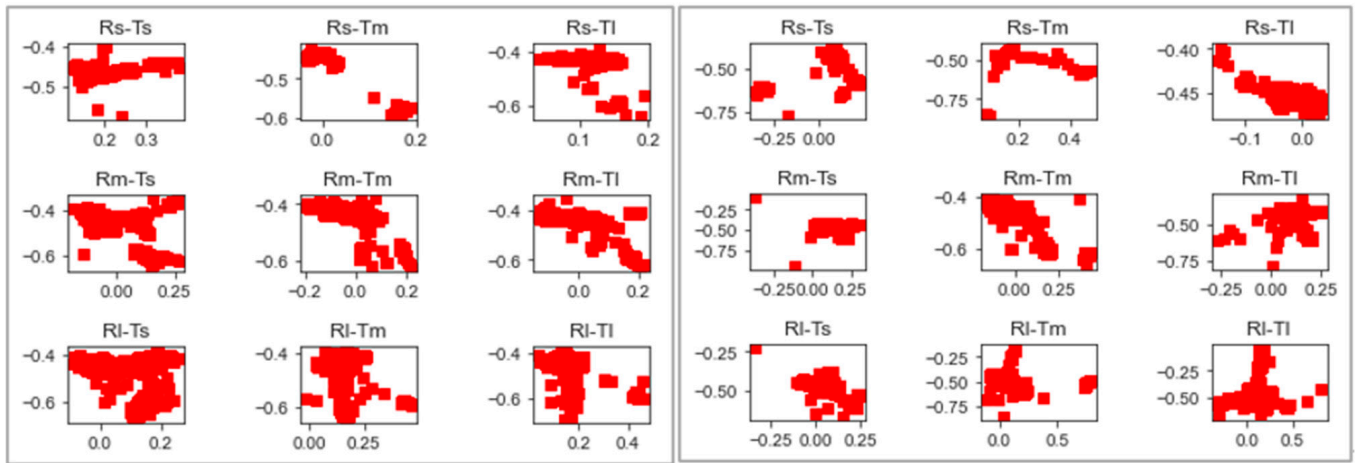 Rs-Ts Rs-Tm Rs-Tl Rs-Ts Rs-Tm Rs-Tl
−0.4 −0.4 −0.40
−0.5 −0.5 −0.50 −0.50 −0.45
−0.6 −0.6 −0.75 −0.75
0.2 0.3 0.0 0.2 0.1 0.2 −0.25 0.00 0.2 0.4 −0.1 0.0
Rm-Ts Rm-Tm Rm-Tl Rm-Ts Rm-Tm Rm-Tl
−0.4 −0.4 −0.4 −0.25 −0.4
−0.50 −0.50
−0.6 −0.6 −0.6 −0.75 −0.6 −0.75
0.00 0.25 −0.2 0.0 0.2 0.0 0.2 −0.25 0.00 0.25 0.00 0.25 −0.25 0.00 0.25
Rl-Ts Rl-Tm Rl-Tl Rl-Ts Rl-Tm Rl-Tl
−0.4 −0.4 −0.4 −0.25 −0.25 −0.25
−0.6 −0.6 −0.6 −0.50 −0.50 −0.50
−0.75
0.0 0.2 0.00 0.25 0.2 0.4 −0.25 0.00 0.25 0.0 0.5 0.0 0.5